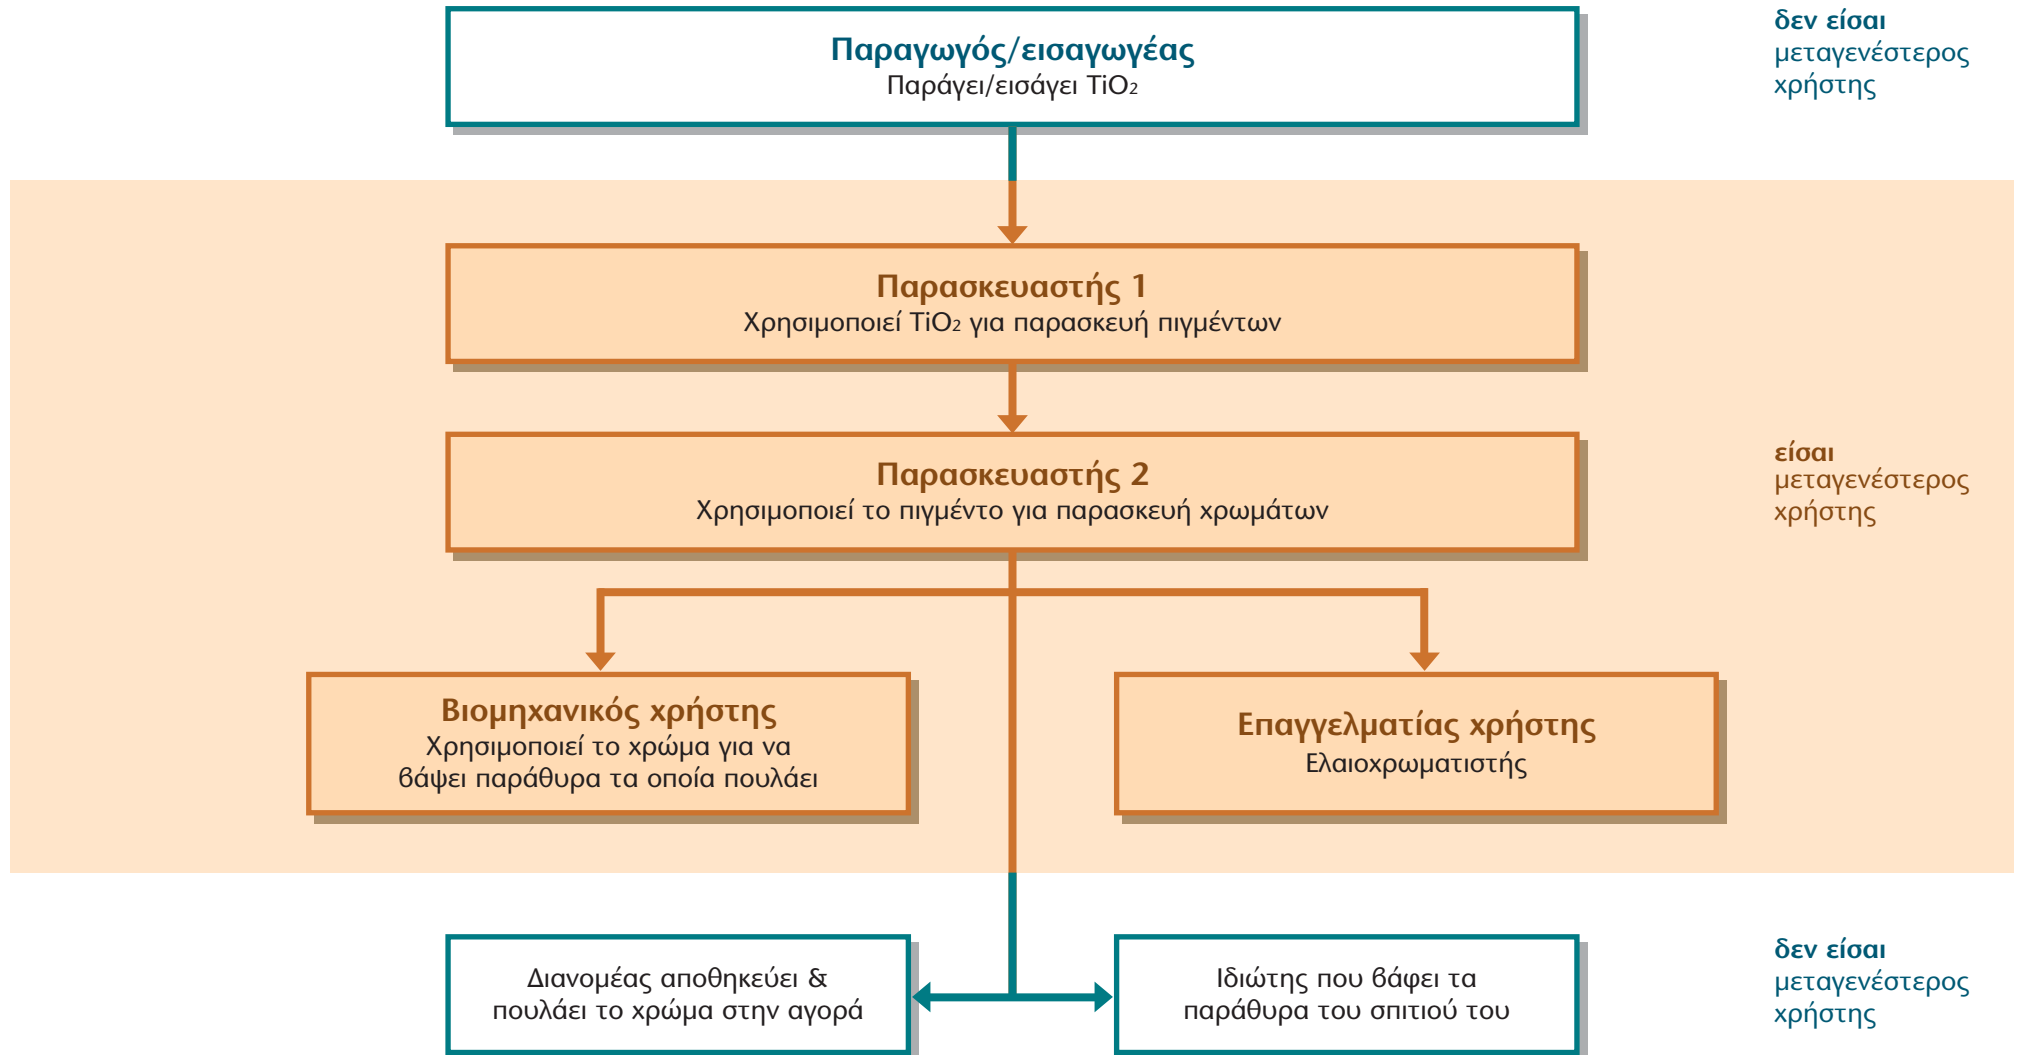 Παραγωγός/εισαγωγέας
Παράγει/εισάγει TiO₂
δεν είσαι
μεταγενέστερος
χρήστης
Παρασκευαστής 1
Χρησιμοποιεί TiO₂ για παρασκευή πιγμέντων
Παρασκευαστής 2
Χρησιμοποιεί το πιγμέντο για παρασκευή χρωμάτων
είσαι
μεταγενέστερος
χρήστης
Βιομηχανικός χρήστης
Χρησιμοποιεί το χρώμα για να
βάψει παράθυρα τα οποία πουλάει
Επαγγελματίας χρήστης
Ελαιοχρωματιστής
Διανομέας αποθηκεύει &
πουλάει το χρώμα στην αγορά
Ιδιώτης που βάφει τα
παράθυρα του σπιτιού του
δεν είσαι
μεταγενέστερος
χρήστης